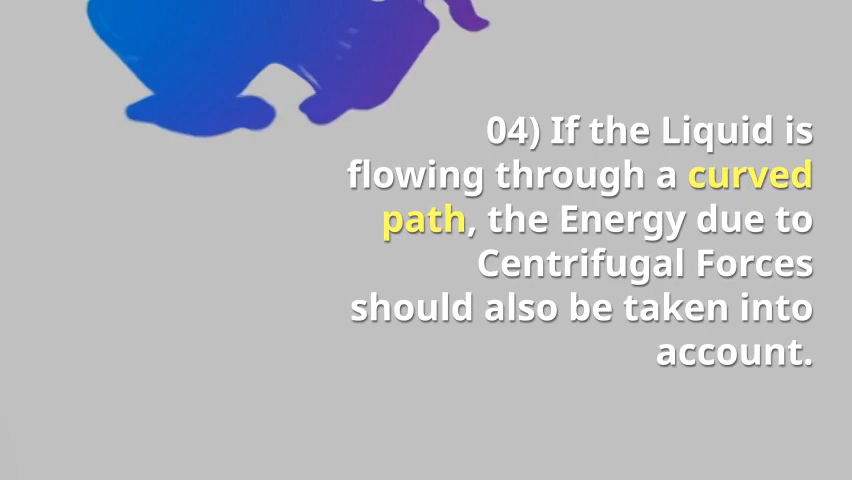 04) If the Liquid is
flowing through a curved
path, the Energy due to
Centrifugal Forces
should also be taken into
account.